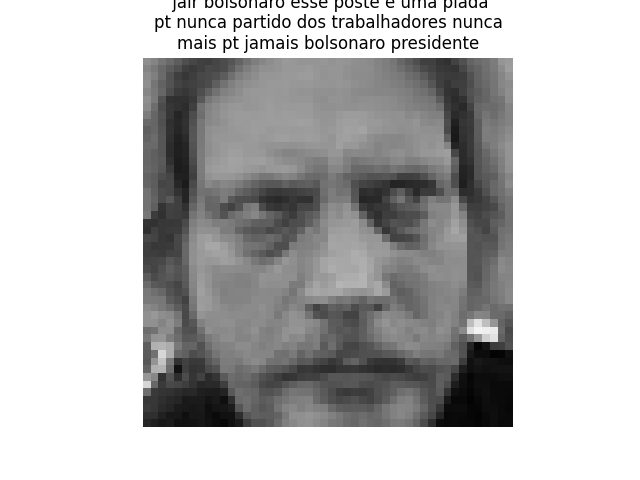 jair bolsonaro esse poste é uma piada
pt nunca partido dos trabalhadores nunca
mais pt jamais bolsonaro presidente